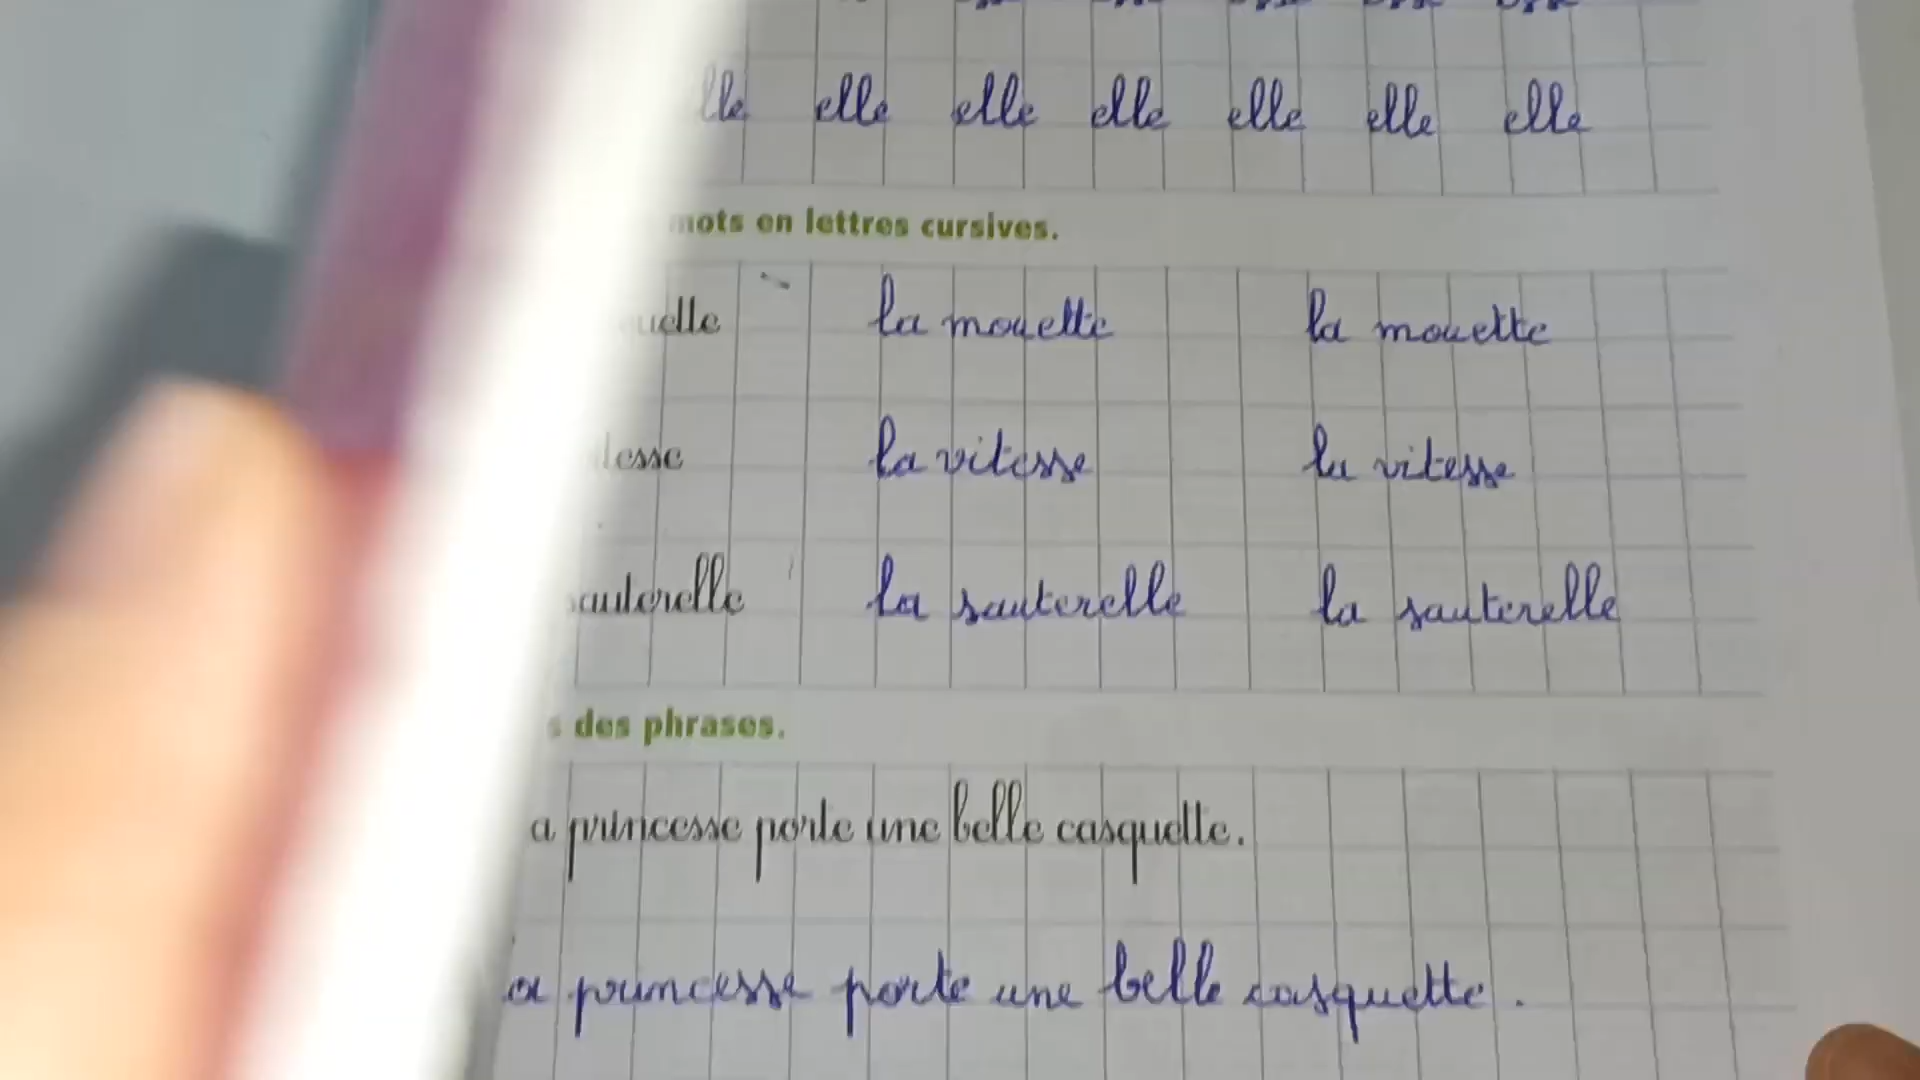 elle elle elle elle elle elle
mots en lettres cursives.
la mouette la mouette
la vitesse la vitesse
la sauterelle la sauterelle
des phrases.
a princesse porte une belle casquette.
a princesse porte une belle casquette.